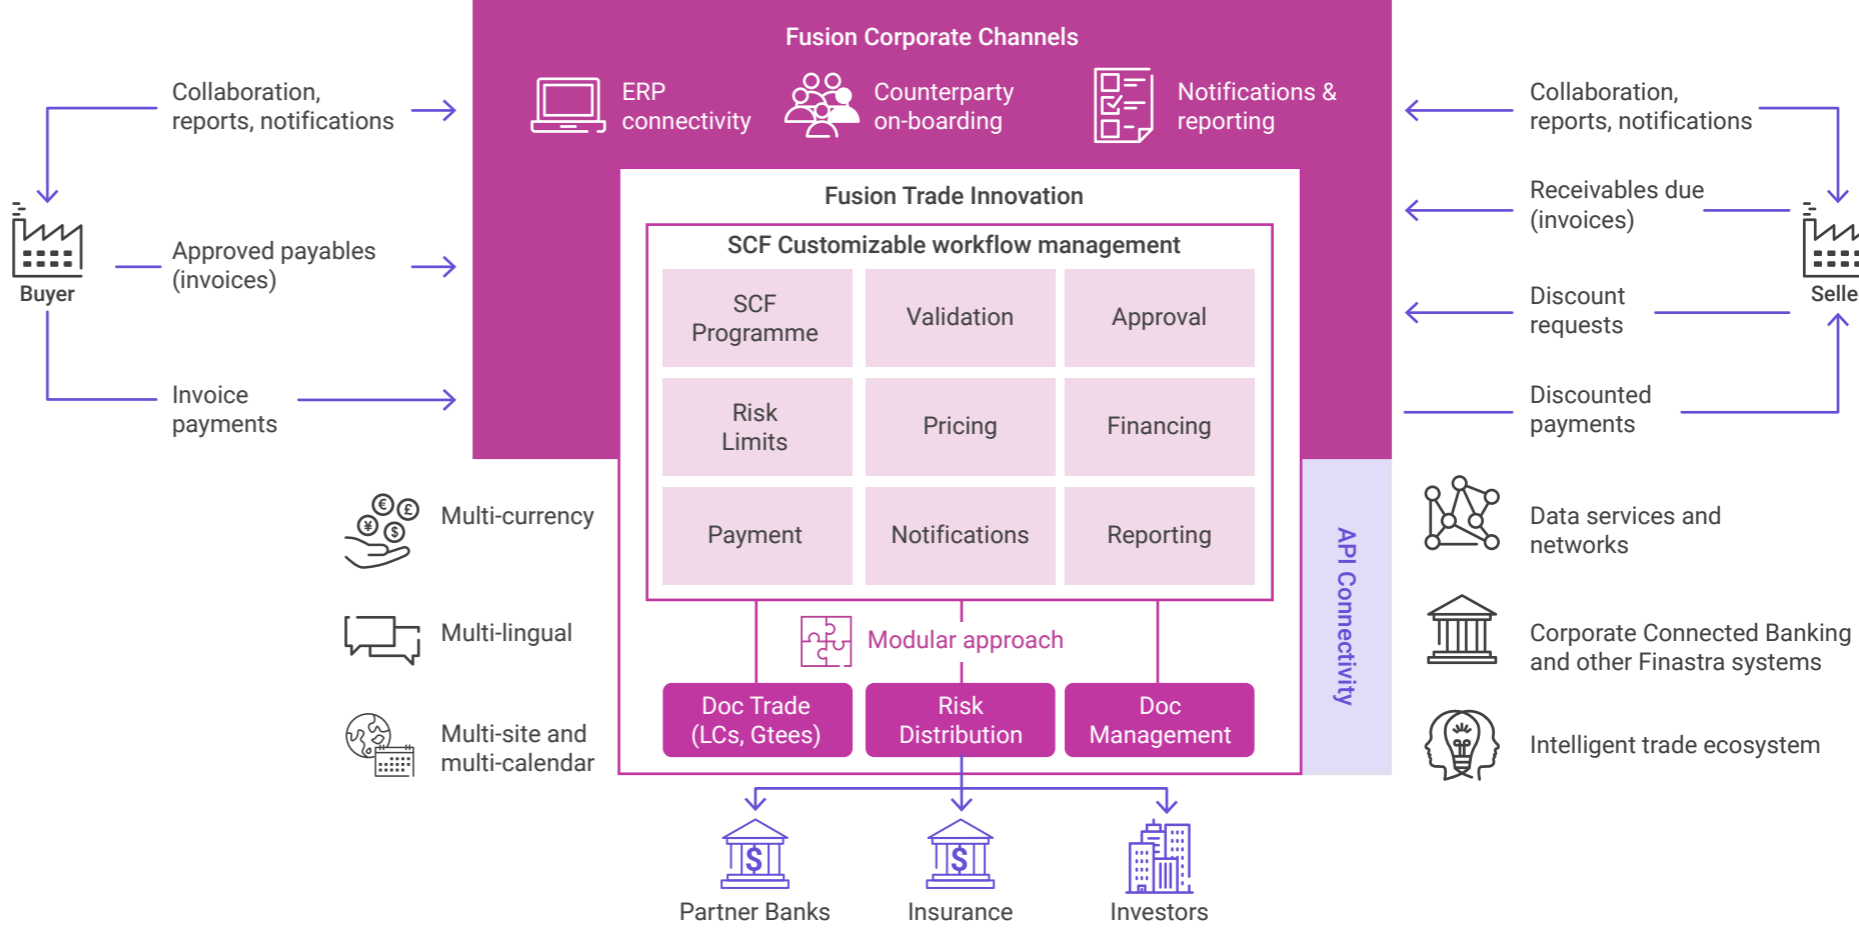 Fusion Corporate Channels
ERP
connectivity
Counterparty
on-boarding
Notifications &
reporting
Collaboration,
reports, notifications
Buyer
Approved payables
(invoices)
Invoice
payments
Collaboration,
reports, notifications
Receivables due
(invoices)
Discount
requests
Discounted
payments
Selle
Fusion Trade Innovation
SCF Customizable workflow management
SCF
Programme
Validation
Approval
Risk
Limits
Pricing
Financing
Payment
Notifications
Reporting
Modular approach
Doc Trade
(LCs, Gtees)
Risk
Distribution
Doc
Management
API Connectivity
€ £ ¥ $
Multi-currency
Multi-lingual
Multi-site and
multi-calendar
Data services and
networks
Corporate Connected Banking
and other Finastra systems
Intelligent trade ecosystem
$
Partner Banks
$
Insurance
Investors